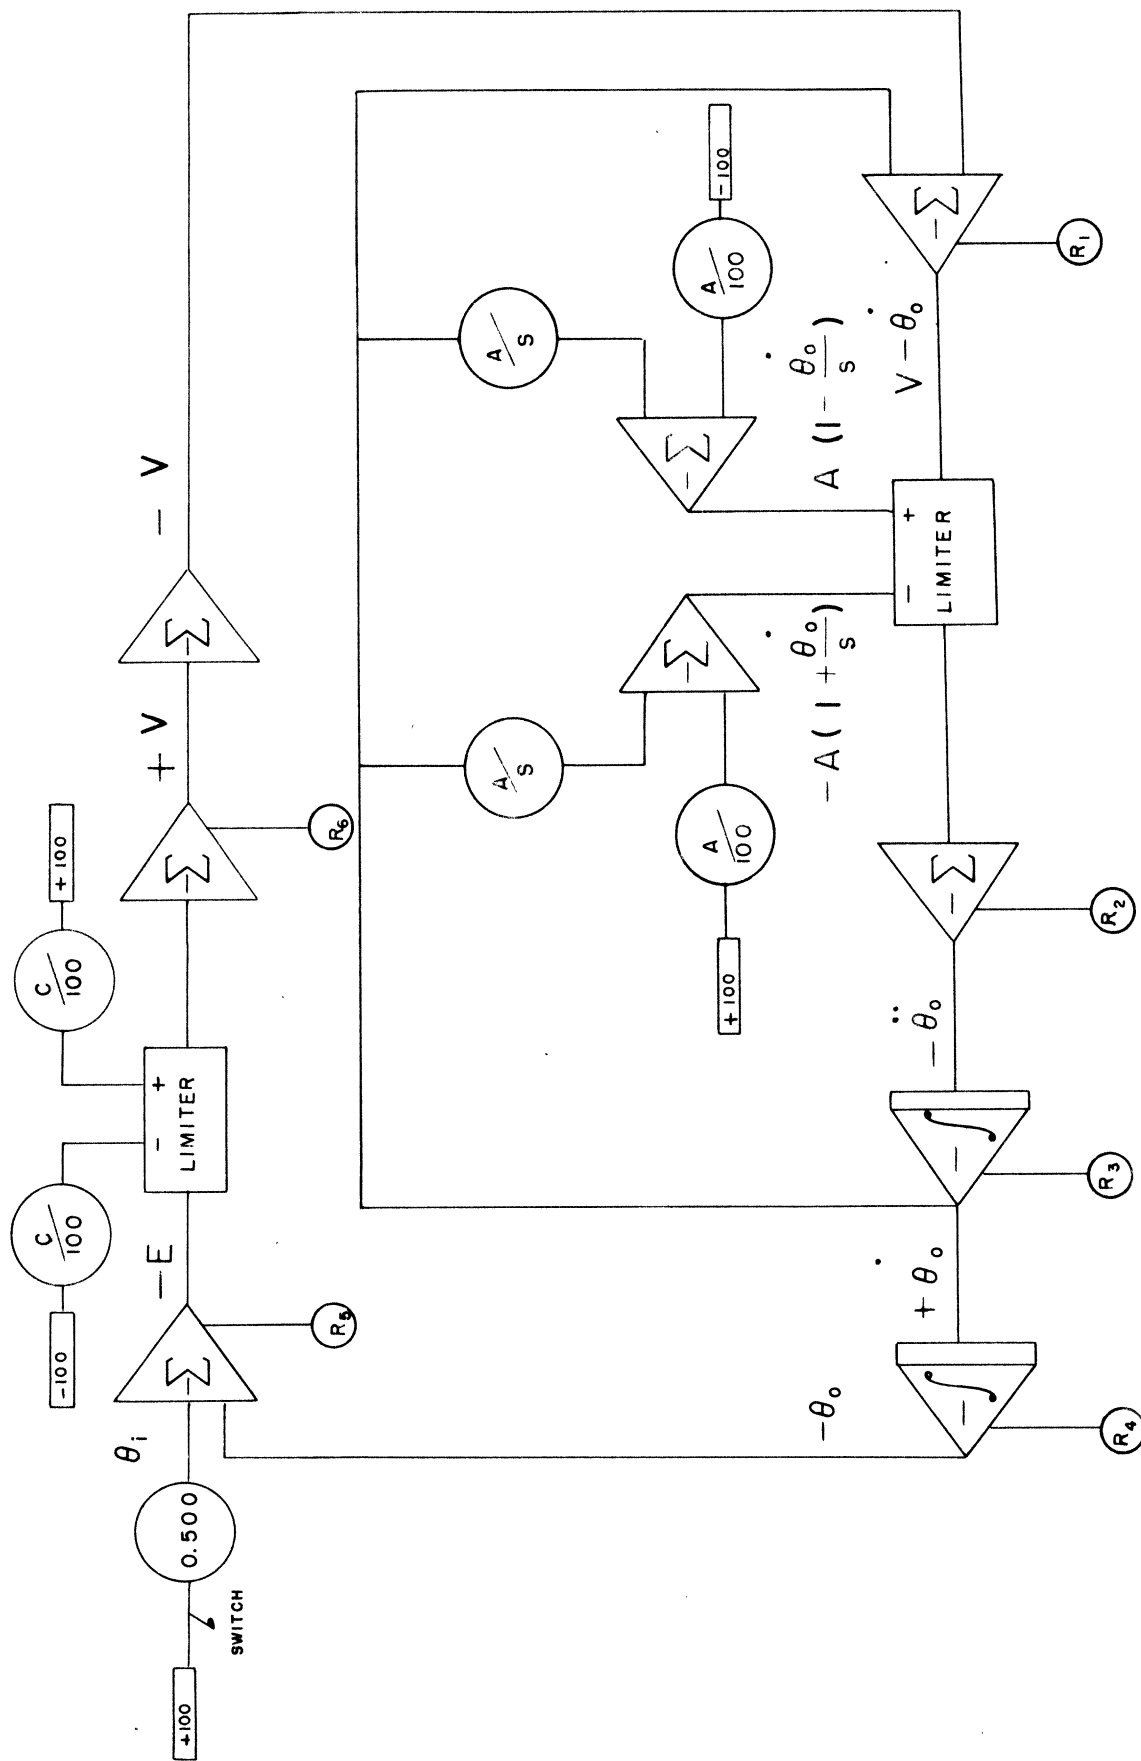 -100
C/100
C/100
+100
+100
SWITCH
0.500
θi
-Σ
R5
-E
- +
LIMITER
-Σ
R6
+V
-Σ
-V
A/S
A/S
+100
A/100
-Σ
-Σ
A/100
-100
-A(1 + θ̇o/S)
A(1 - θ̇o/S)
-θo
-∫
R4
+θ̇o
-∫
R3
-θ̈o
-Σ
R2
- +
LIMITER
V - θ̇o
-Σ
R1